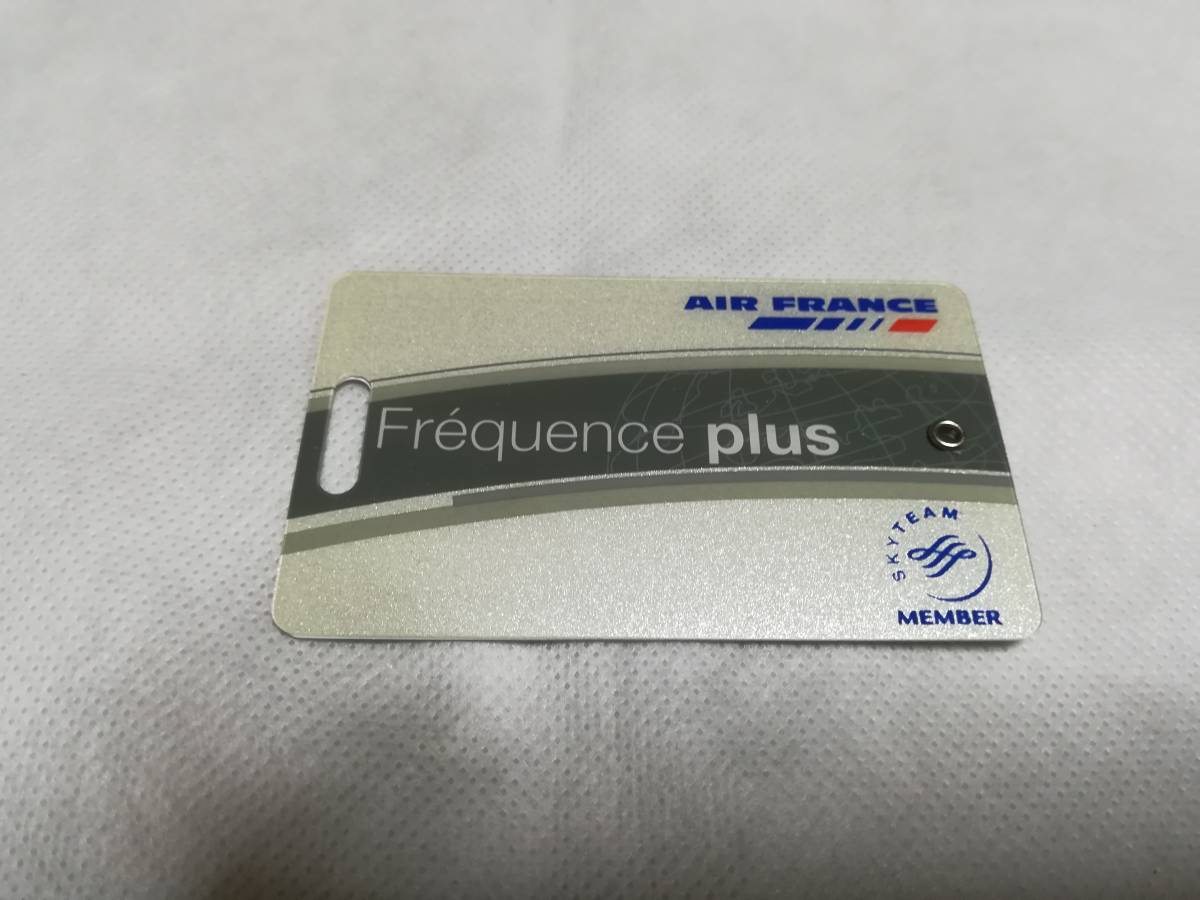 AIR FRANCE
Fréquence plus
SKYTEAM
MEMBER